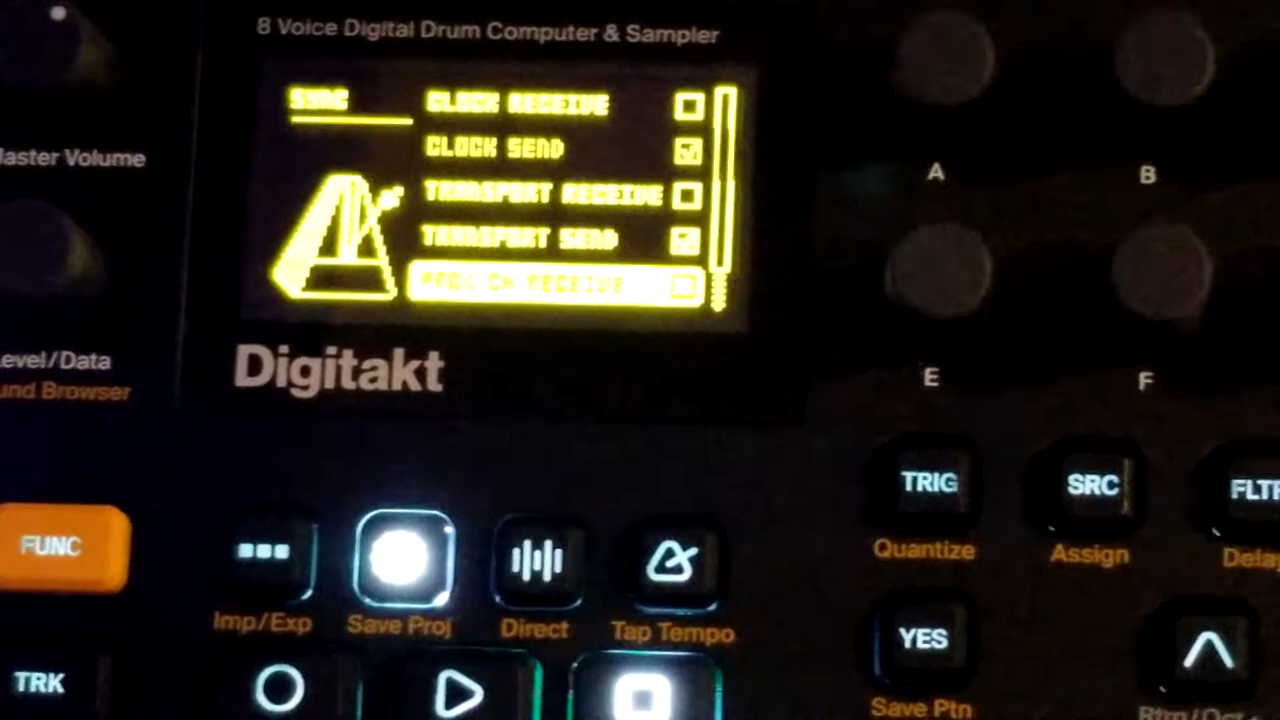 8 Voice Digital Drum Computer & Sampler
SYNC
CLOCK RECEIVE
CLOCK SEND
TRANSPORT RECEIVE
TRANSPORT SEND
PROG CH RECEIVE
Master Volume
A
B
Level/Data
und Browser
Digitakt
E
F
FUNC
TRIG
SRC
FLTR
Quantize
Assign
Delay
Imp/Exp
Save Proj
Direct
Tap Tempo
TRK
YES
Save Ptn